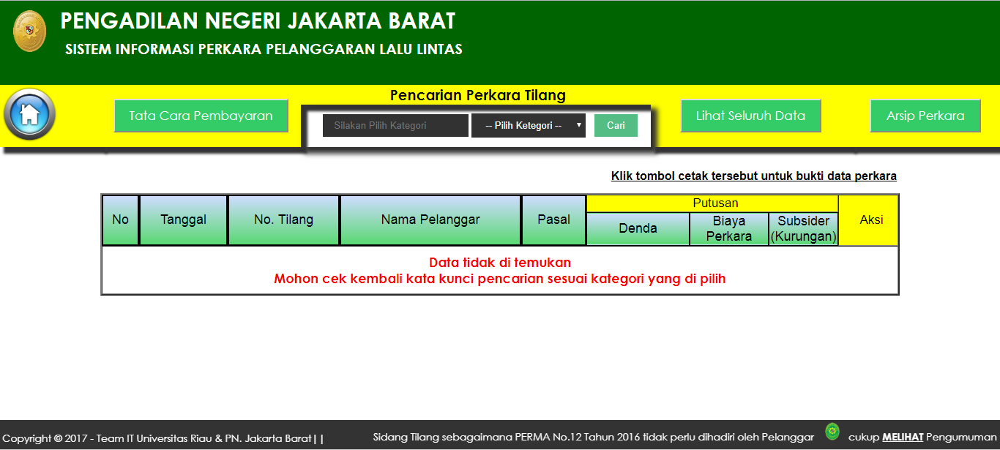 PENGADILAN NEGERI JAKARTA BARAT
SISTEM INFORMASI PERKARA PELANGGARAN LALU LINTAS
Pencarian Perkara Tilang
Tata Cara Pembayaran
Silakan Pilih Kategori
-- Pilih Ketegori --
Cari
Lihat Seluruh Data
Arsip Perkara
Klik tombol cetak tersebut untuk bukti data perkara
No
Tanggal
No. Tilang
Nama Pelanggar
Pasal
Putusan
Denda
Biaya
Perkara
Subsider
(Kurungan)
Aksi
Data tidak di temukan
Mohon cek kembali kata kunci pencarian sesuai kategori yang di pilih
Copyright © 2017 - Team IT Universitas Riau & PN. Jakarta Barat||
Sidang Tilang sebagaimana PERMA No.12 Tahun 2016 tidak perlu dihadiri oleh Pelanggar
cukup MELIHAT Pengumuman